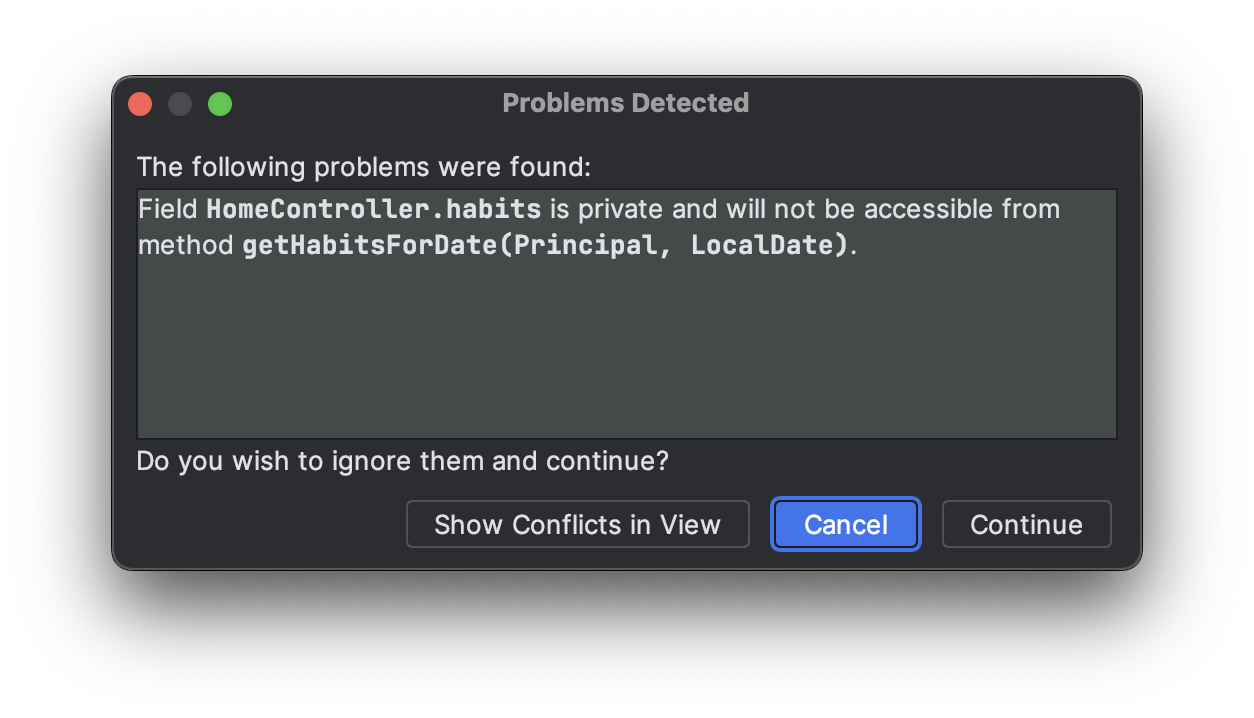 Problems Detected
The following problems were found:
Field HomeController.habits is private and will not be accessible from
method getHabitsForDate(Principal, LocalDate).
Do you wish to ignore them and continue?
Show Conflicts in View
Cancel
Continue